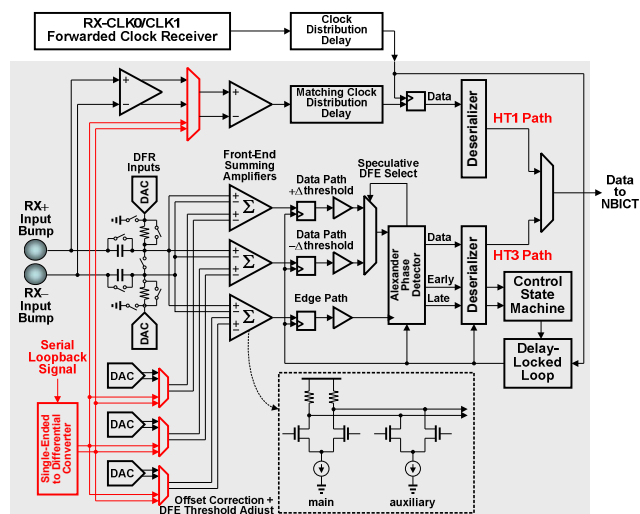 RX-CLK0/CLK1
Forwarded Clock Receiver
Clock
Distribution
Delay
Matching Clock
Distribution
Delay
Data
Deserializer
HT1 Path
DFR
Inputs
DAC
Front-End
Summing
Amplifiers
Data Path
+Δthreshold
Speculative
DFE Select
Data to
NBICT
RX+
Input
Bump
RX−
Input
Bump
Σ
Σ
Σ
Data Path
−Δthreshold
Edge Path
Alexander
Phase
Detector
Data
Early
Late
Deserializer
HT3 Path
Control
State
Machine
Delay-
Locked
Loop
DAC
Serial
Loopback
Signal
DAC
DAC
DAC
Single-Ended
to Differential
Converter
Offset Correction +
DFE Threshold Adjust
main
auxiliary
+
−
+
−
+
−
+
−
+
−
+
−
+
−
+
−